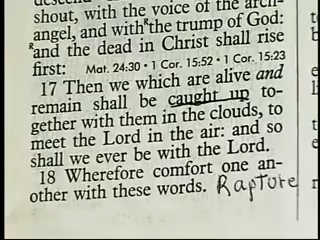 descend
shout, with the voice of the arch-
angel, and with ᴿthe trump of God:
ᴿand the dead in Christ shall rise
first: Mat. 24:30 • 1 Cor. 15:52 • 1 Cor. 15:23
17 Then we which are alive and
remain shall be caught up to-
gether with them in the clouds, to
meet the Lord in the air: and so
shall we ever be with the Lord.
18 Wherefore comfort one an-
other with these words. Rapture